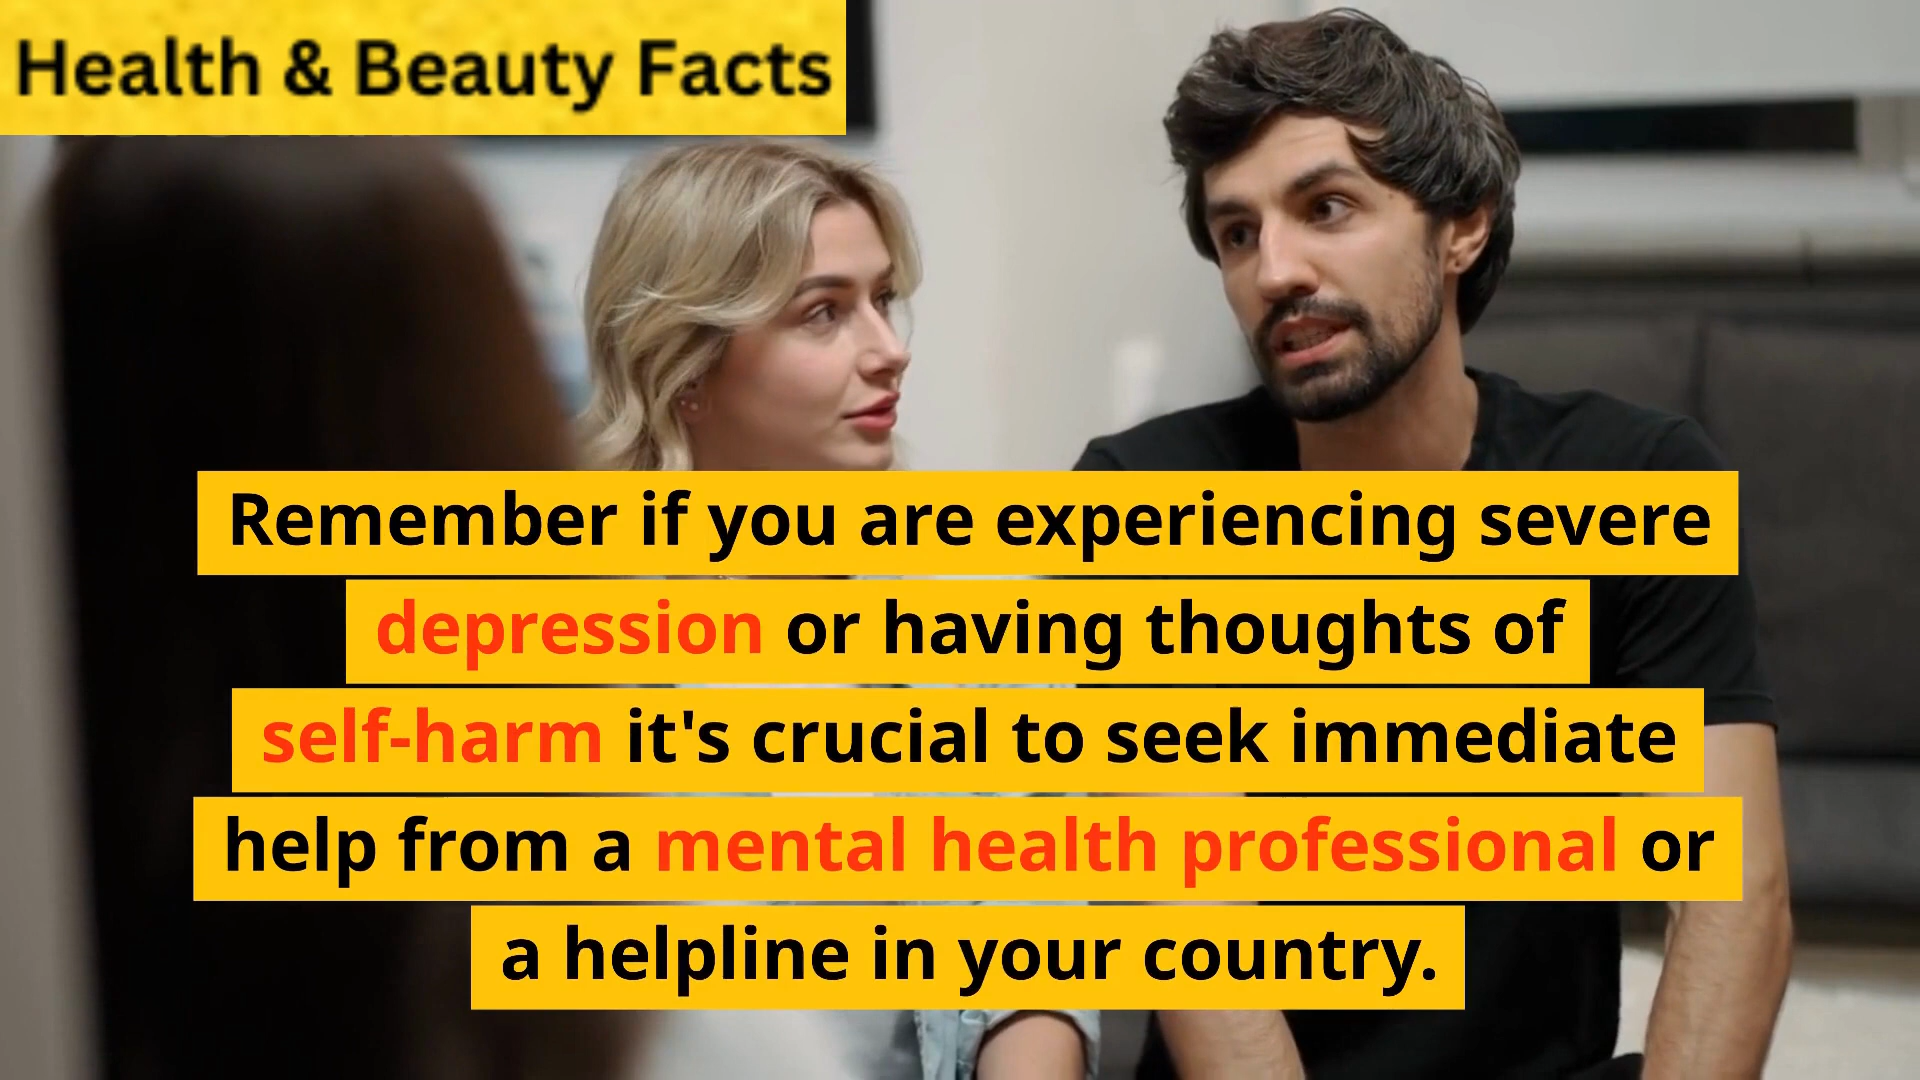 Health & Beauty Facts
Remember if you are experiencing severe
depression or having thoughts of
self-harm it's crucial to seek immediate
help from a mental health professional or
a helpline in your country.